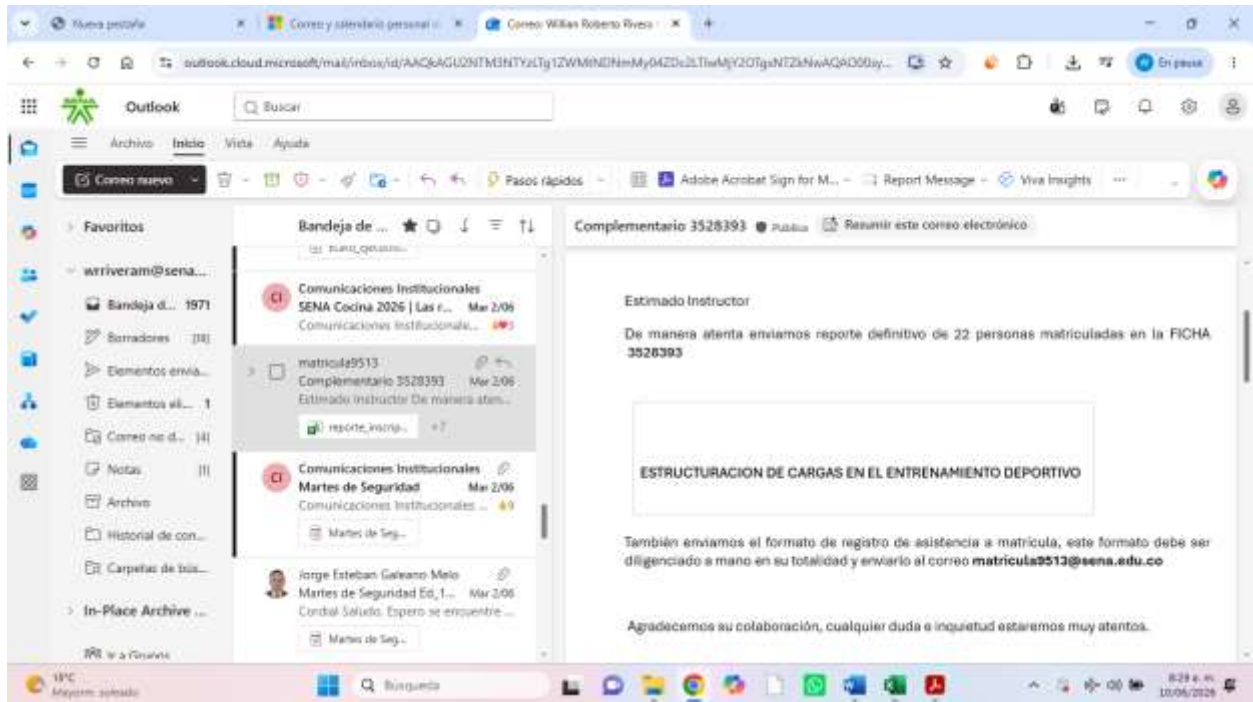 Nueva pestaña
Correo y calendario personal
Correo: Willian Roberto Rivera
En pausa
Outlook
Buscar
Archivo Inicio Vista Ayuda
Correo nuevo
Pasos rápidos
Adobe Acrobat Sign for M...
Report Message
Viva Insights
Favoritos
wrriveram@sena...
Bandeja d... 1971
Borradores
Elementos envia...
Elementos eli... 1
Correo no d... [4]
Notas [1]
Archivo
Historial de con...
Carpetas de bús...
In-Place Archive ...
Ir a Grupos
Bandeja de ...
Comunicaciones Institucionales
SENA Cocina 2026 | Las r... Mar 2/06
Comunicaciones Institucionale...
matricula9513
Complementario 3528393 Mar 2/06
Estimado Instructor De manera aten...
reporte_inscrip... +7
Comunicaciones Institucionales
Martes de Seguridad Mar 2/06
Comunicaciones Institucionales ...
Martes de Seg...
Jorge Esteban Galeano Melo
Martes de Seguridad Ed_1... Mar 2/06
Cordial Saludo. Espero se encuentre ...
Martes de Seg...
Complementario 3528393
Pública
Resumir este correo electrónico
Estimado Instructor
De manera atenta enviamos reporte definitivo de 22 personas matriculadas en la FICHA
3528393
ESTRUCTURACION DE CARGAS EN EL ENTRENAMIENTO DEPORTIVO
También enviamos el formato de registro de asistencia a matrícula, este formato debe ser
diligenciado a mano en su totalidad y enviarlo al correo matricula9513@sena.edu.co
Agradecemos su colaboración, cualquier duda e inquietud estaremos muy atentos.
18°C
Mayorm. soleado
Búsqueda
8:29 a. m.
10/06/2026